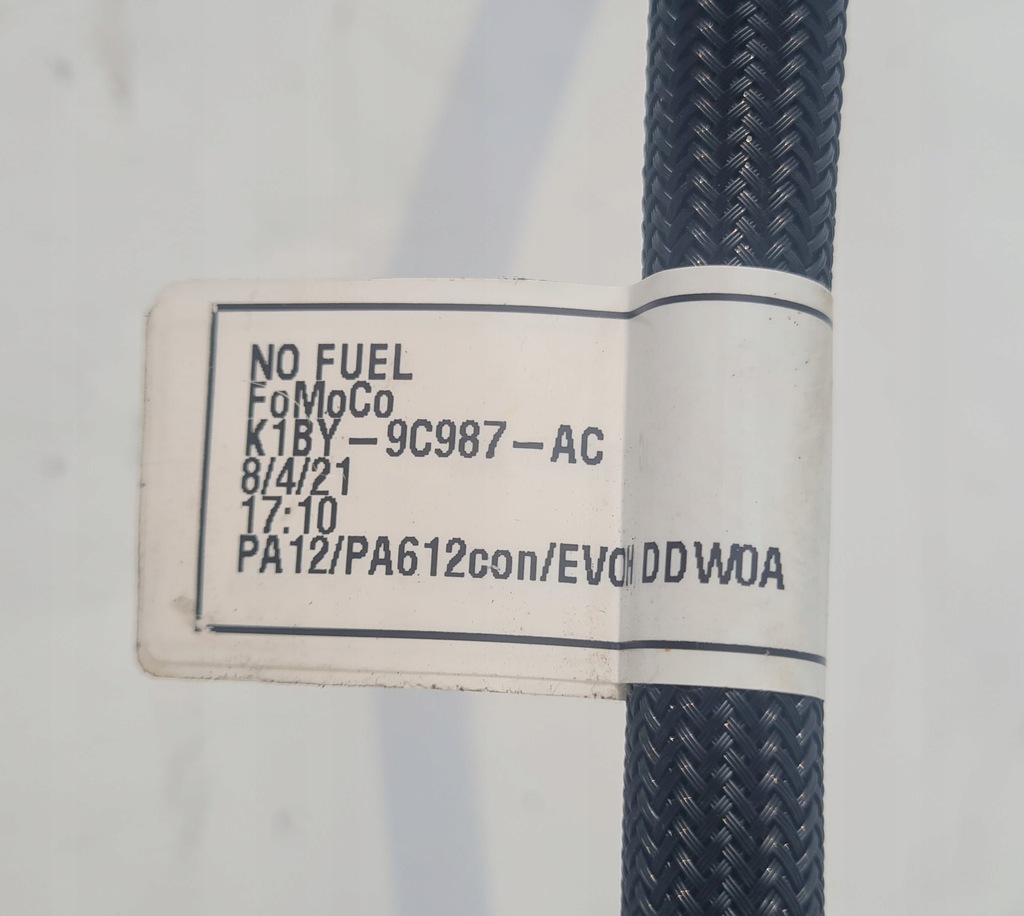 NO FUEL
FoMoCo
K1BY-9C987-AC
8/4/21
17:10
PA12/PA612con/EVOH DDW0A